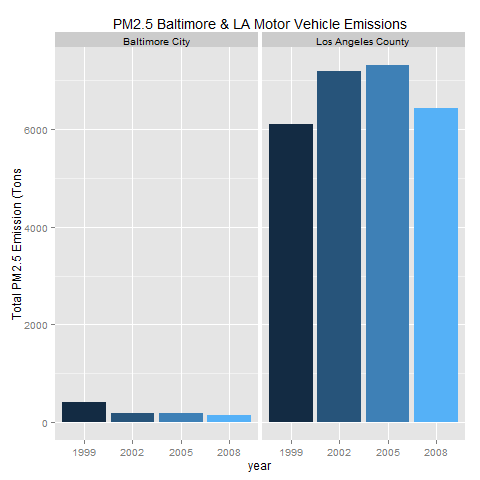 PM2.5 Baltimore & LA Motor Vehicle Emissions
Baltimore City
Los Angeles County
Total PM2.5 Emission (Tons
6000
4000
2000
0
1999 2002 2005 2008
1999 2002 2005 2008
year